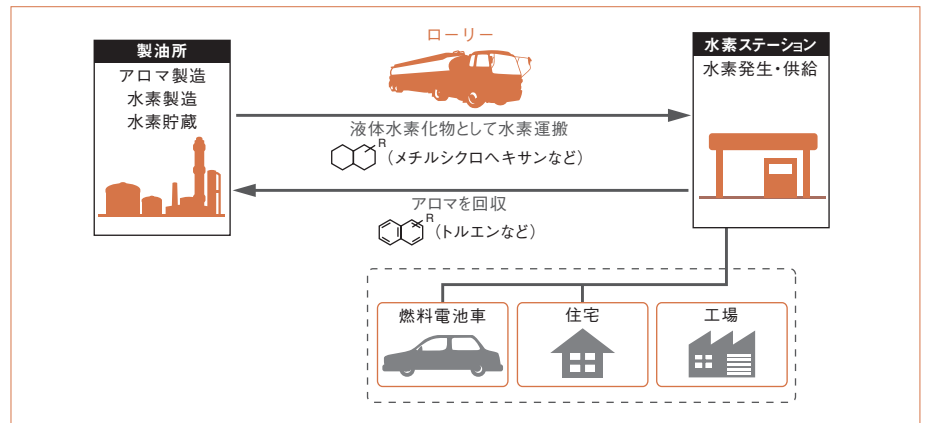 ローリー
製油所
アロマ製造
水素製造
水素貯蔵
水素ステーション
水素発生・供給
液体水素化物として水素運搬
R
(メチルシクロヘキサンなど)
アロマを回収
R
(トルエンなど)
燃料電池車
住宅
工場